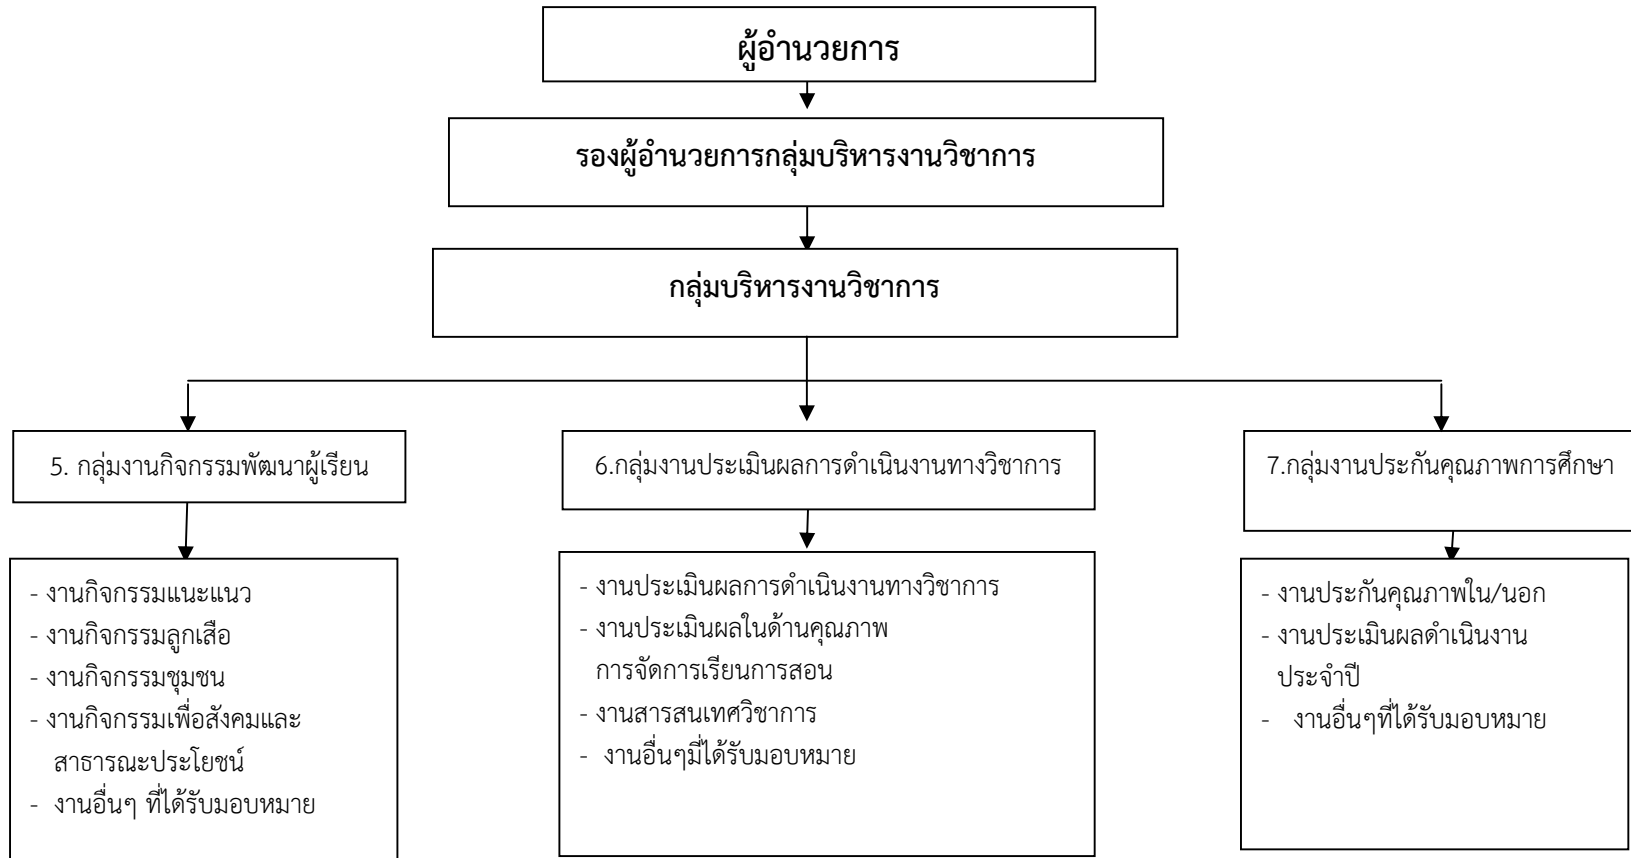 ผู้อำนวยการ
รองผู้อำนวยการกลุ่มบริหารงานวิชาการ
กลุ่มบริหารงานวิชาการ
5. กลุ่มงานกิจกรรมพัฒนาผู้เรียน
- งานกิจกรรมแนะแนว
- งานกิจกรรมลูกเสือ
- งานกิจกรรมชุมชน
- งานกิจกรรมเพื่อสังคมและ
สาธารณะประโยชน์
- งานอื่นๆ ที่ได้รับมอบหมาย
6.กลุ่มงานประเมินผลการดำเนินงานทางวิชาการ
- งานประเมินผลการดำเนินงานทางวิชาการ
- งานประเมินผลในด้านคุณภาพ
การจัดการเรียนการสอน
- งานสารสนเทศวิชาการ
- งานอื่นๆมี่ได้รับมอบหมาย
7.กลุ่มงานประกันคุณภาพการศึกษา
- งานประกันคุณภาพใน/นอก
- งานประเมินผลดำเนินงาน
ประจำปี
- งานอื่นๆที่ได้รับมอบหมาย